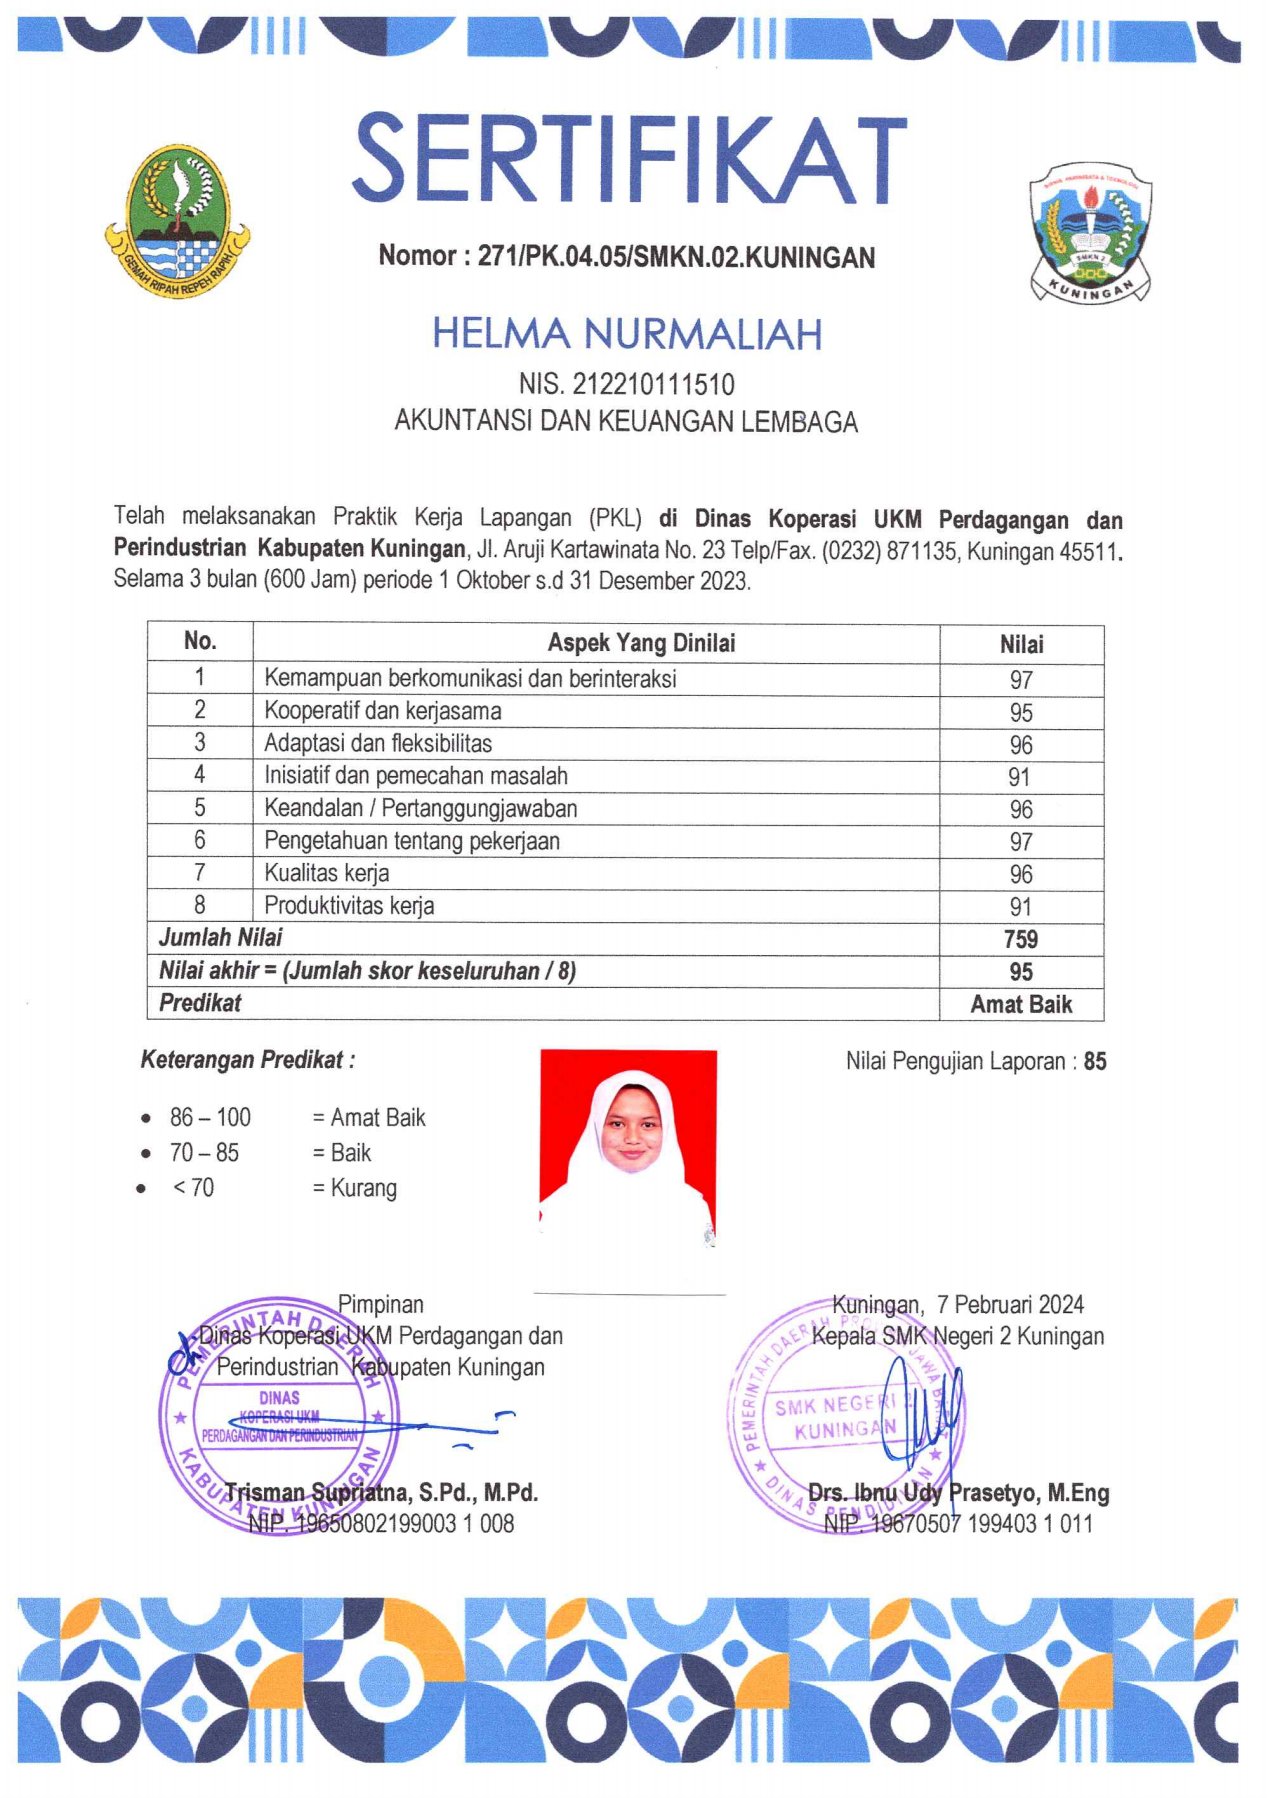 SERTIFIKAT
GEMAH RIPAH REPEH RAPIH
SMKN 2
KUNINGAN
Nomor : 271/PK.04.05/SMKN.02.KUNINGAN
HELMA NURMALIAH
NIS. 212210111510
AKUNTANSI DAN KEUANGAN LEMBAGA
Telah melaksanakan Praktik Kerja Lapangan (PKL) di Dinas Koperasi UKM Perdagangan dan
Perindustrian Kabupaten Kuningan, Jl. Aruji Kartawinata No. 23 Telp/Fax. (0232) 871135, Kuningan 45511.
Selama 3 bulan (600 Jam) periode 1 Oktober s.d 31 Desember 2023.
No. Aspek Yang Dinilai Nilai
1 Kemampuan berkomunikasi dan berinteraksi 97
2 Kooperatif dan kerjasama 95
3 Adaptasi dan fleksibilitas 96
4 Inisiatif dan pemecahan masalah 91
5 Keandalan / Pertanggungjawaban 96
6 Pengetahuan tentang pekerjaan 97
7 Kualitas kerja 96
8 Produktivitas kerja 91
Jumlah Nilai 759
Nilai akhir = (Jumlah skor keseluruhan / 8) 95
Predikat Amat Baik
Keterangan Predikat :
Nilai Pengujian Laporan : 85
• 86 – 100 = Amat Baik
• 70 – 85 = Baik
• < 70 = Kurang
Pimpinan
Dinas Koperasi UKM Perdagangan dan
Perindustrian Kabupaten Kuningan
PEMERINTAH DAERAH
DINAS
KOPERASI UKM
PERDAGANGAN DAN PERINDUSTRIAN
KABUPATEN KUNINGAN
Trisman Supriatna, S.Pd., M.Pd.
NIP. 19650802199003 1 008
Kuningan, 7 Pebruari 2024
Kepala SMK Negeri 2 Kuningan
PEMERINTAH DAERAH JAWA BARAT
SMK NEGERI 2
KUNINGAN
DINAS PENDIDIKAN
Drs. Ibnu Udy Prasetyo, M.Eng
NIP. 19670507 199403 1 011